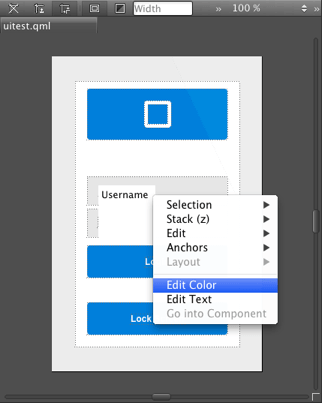 Width
100 %
uitest.qml
Username
Selection
Stack (z)
Edit
Anchors
Layout
Edit Color
Edit Text
Go into Component
Lo
Lock